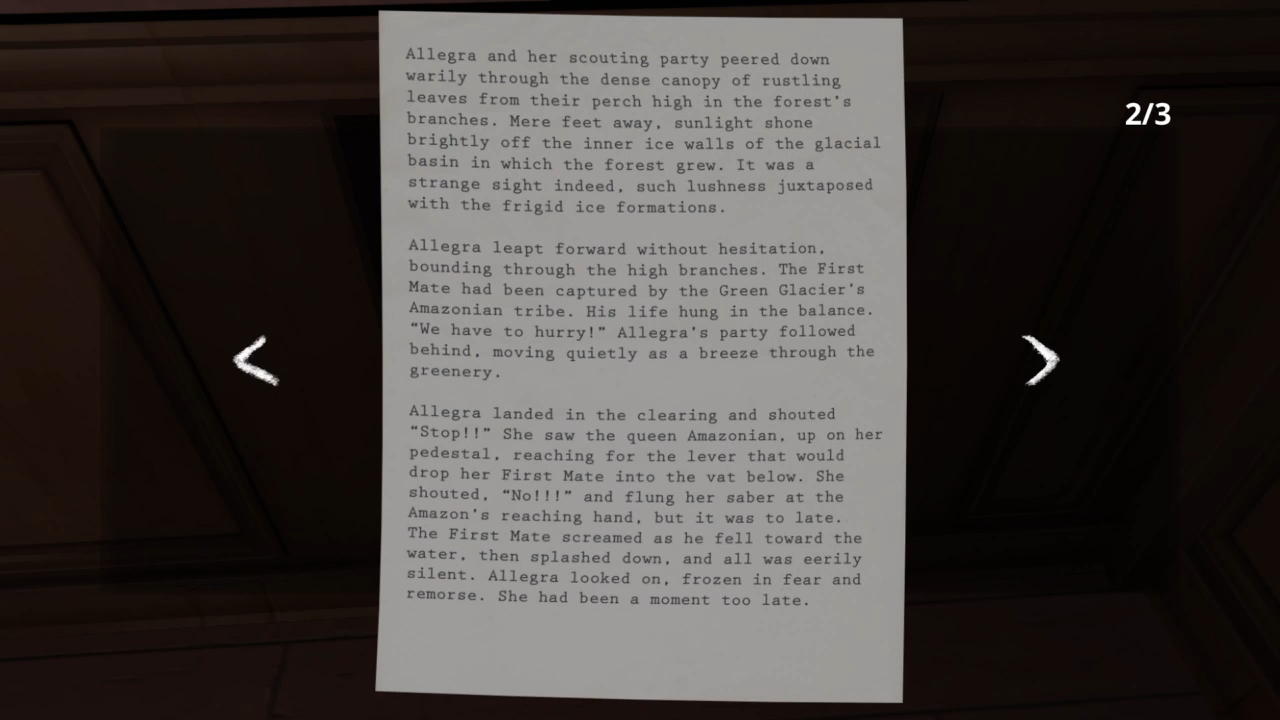 Allegra and her scouting party peered down
warily through the dense canopy of rustling
leaves from their perch high in the forest's
branches. Mere feet away, sunlight shone
brightly off the inner ice walls of the glacial
basin in which the forest grew. It was a
strange sight indeed, such lushness juxtaposed
with the frigid ice formations.
Allegra leapt forward without hesitation,
bounding through the high branches. The First
Mate had been captured by the Green Glacier's
Amazonian tribe. His life hung in the balance.
“We have to hurry!” Allegra's party followed
behind, moving quietly as a breeze through the
greenery.
Allegra landed in the clearing and shouted
“Stop!!” She saw the queen Amazonian, up on her
pedestal, reaching for the lever that would
drop her First Mate into the vat below. She
shouted, “No!!!” and flung her saber at the
Amazon's reaching hand, but it was to late.
The First Mate screamed as he fell toward the
water, then splashed down, and all was eerily
silent. Allegra looked on, frozen in fear and
remorse. She had been a moment too late.
2/3